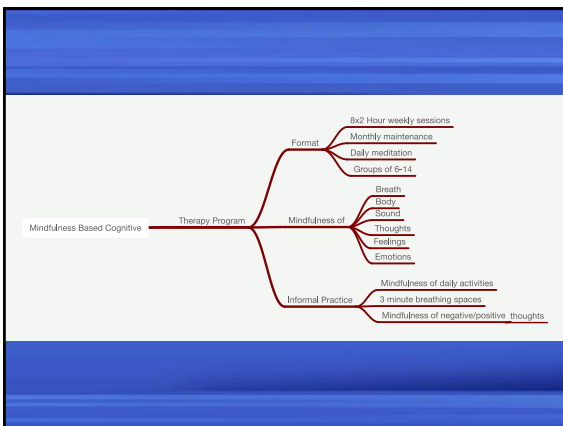 Mindfulness Based Cognitive
Therapy Program
Format
8x2 Hour weekly sessions
Monthly maintenance
Daily meditation
Groups of 6-14
Mindfulness of
Breath
Body
Sound
Thoughts
Feelings
Emotions
Informal Practice
Mindfulness of daily activities
3 minute breathing spaces
Mindfulness of negative/positive thoughts